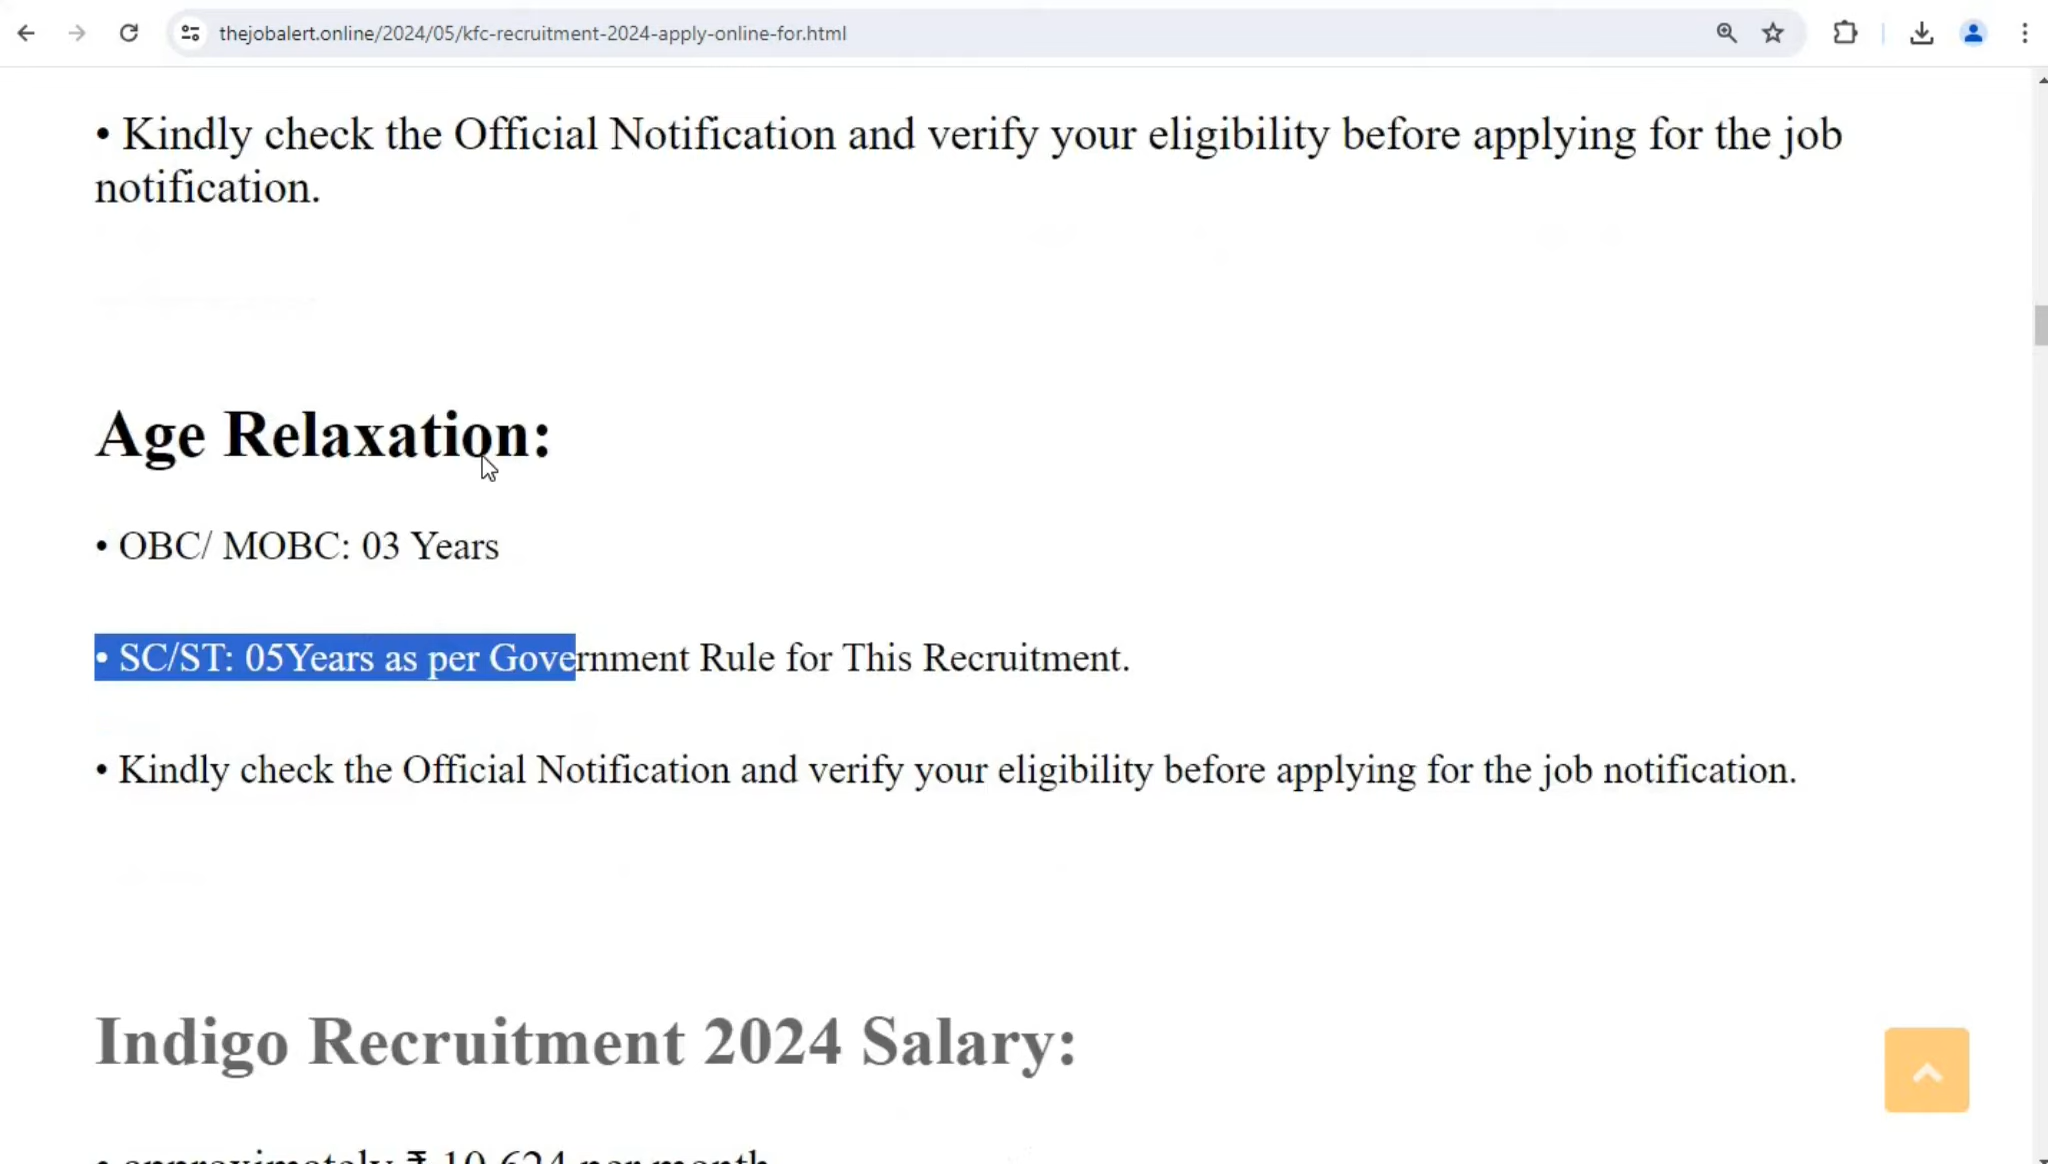 thejobalert.online/2024/05/kfc-recruitment-2024-apply-online-for.html
• Kindly check the Official Notification and verify your eligibility before applying for the job
notification.
Age Relaxation:
• OBC/ MOBC: 03 Years
• SC/ST: 05Years as per Government Rule for This Recruitment.
• Kindly check the Official Notification and verify your eligibility before applying for the job notification.
Indigo Recruitment 2024 Salary:
• approximately ₹ 10,624 per month